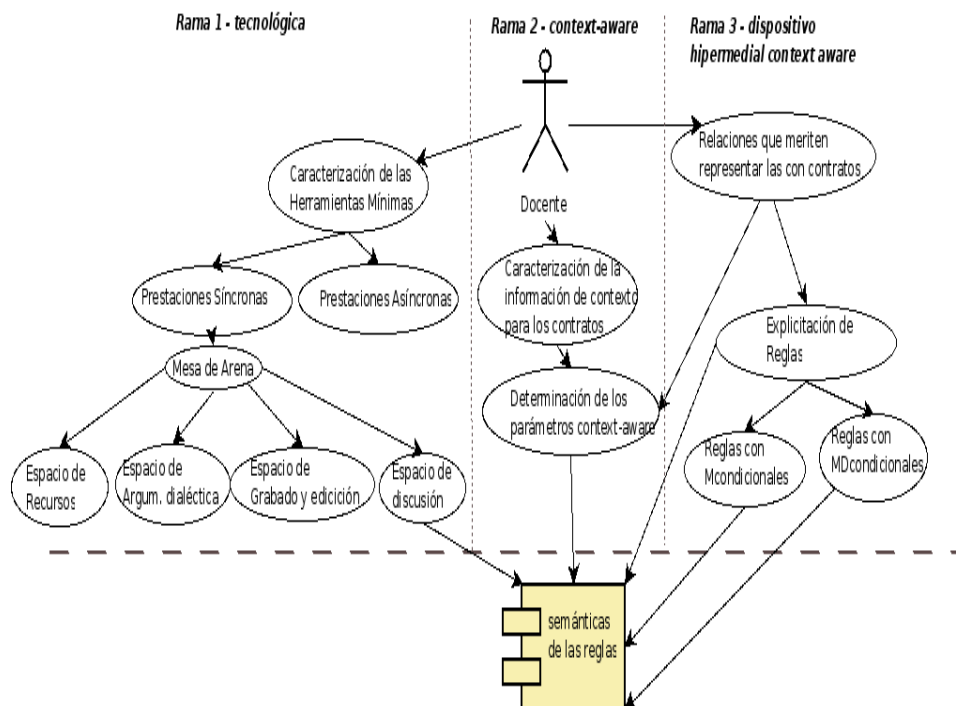 Rama 1 - tecnológica
Rama 2 - context-aware
Rama 3 - dispositivo
hipermedial context aware
Relaciones que meriten
representar las con contratos
Caracterización de las
Herramientas Mínimas
Docente
Prestaciones Síncronas
Prestaciones Asíncronas
Caracterización de la
información de contexto
para los contratos
Explicitación de
Reglas
Mesa de Arena
Determinación de los
parámetros context-aware
Espacio de
Recursos
Espacio de
Argum. dialéctica
Espacio de
Grabado y edicición
Espacio de
discusión
Reglas con
Mcondicionales
Reglas con
MDcondicionales
semánticas
de las reglas